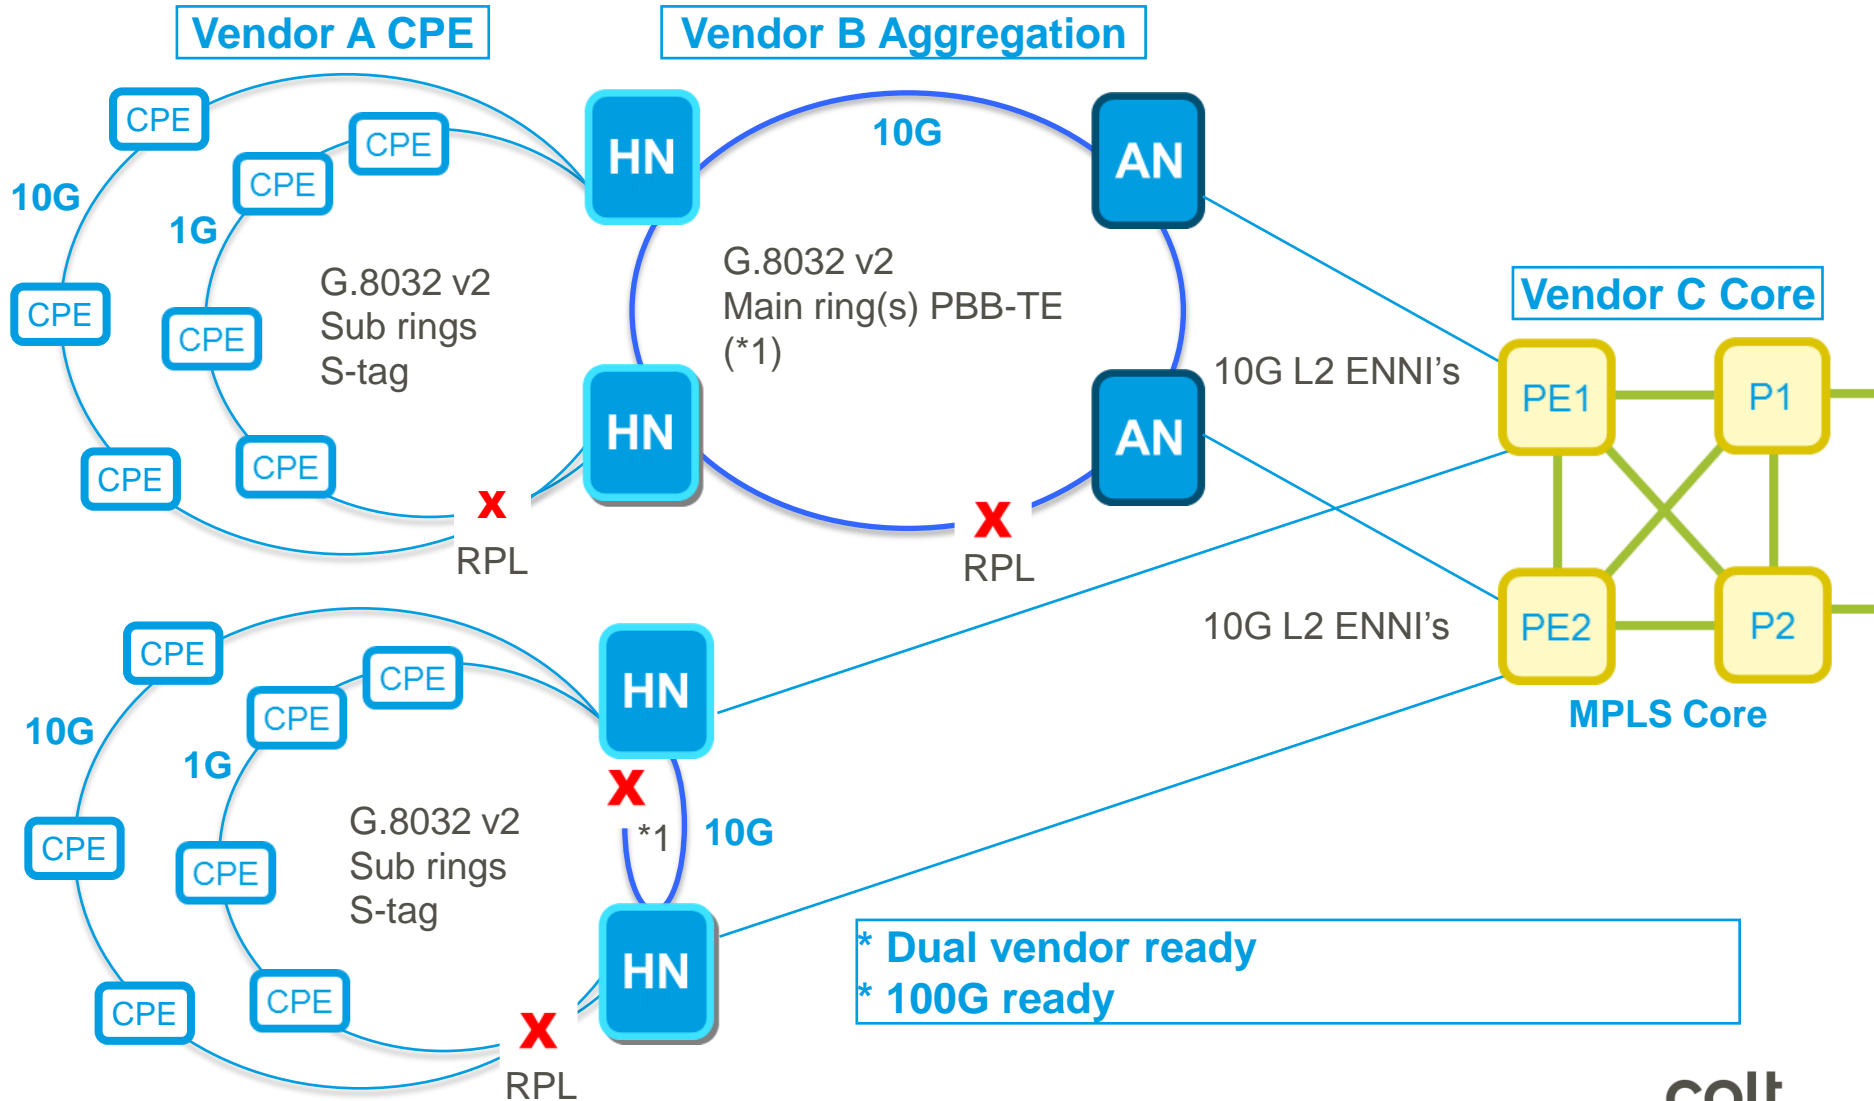 Vendor A CPE
Vendor B Aggregation
CPE
CPE
HN
10G
AN
CPE
10G
1G
G.8032 v2
Sub rings
S-tag
G.8032 v2
Main ring(s) PBB-TE
(*1)
Vendor C Core
CPE
CPE
10G L2 ENNI's
PE1
P1
HN
AN
CPE
CPE
X
RPL
X
RPL
10G L2 ENNI's
PE2
P2
MPLS Core
CPE
CPE
HN
CPE
10G
1G
X
*1
10G
G.8032 v2
Sub rings
S-tag
CPE
CPE
HN
* Dual vendor ready
* 100G ready
CPE
CPE
X
RPL
colt